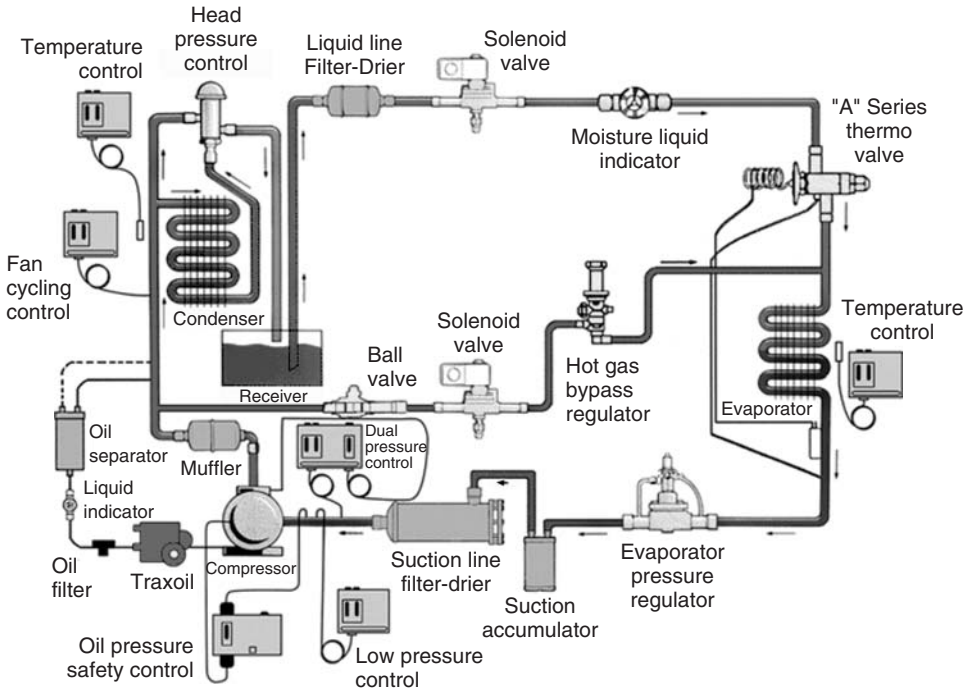 Head
pressure
control
Temperature
control
Liquid line
Filter-Drier
Solenoid
valve
Moisture liquid
indicator
"A" Series
thermo
valve
Fan
cycling
control
Condenser
Receiver
Ball
valve
Solenoid
valve
Hot gas
bypass
regulator
Temperature
control
Evaporator
Oil
separator
Muffler
Dual
pressure
control
Liquid
indicator
Oil
filter
Traxoil
Compressor
Suction line
filter-drier
Suction
accumulator
Evaporator
pressure
regulator
Oil pressure
safety control
Low pressure
control